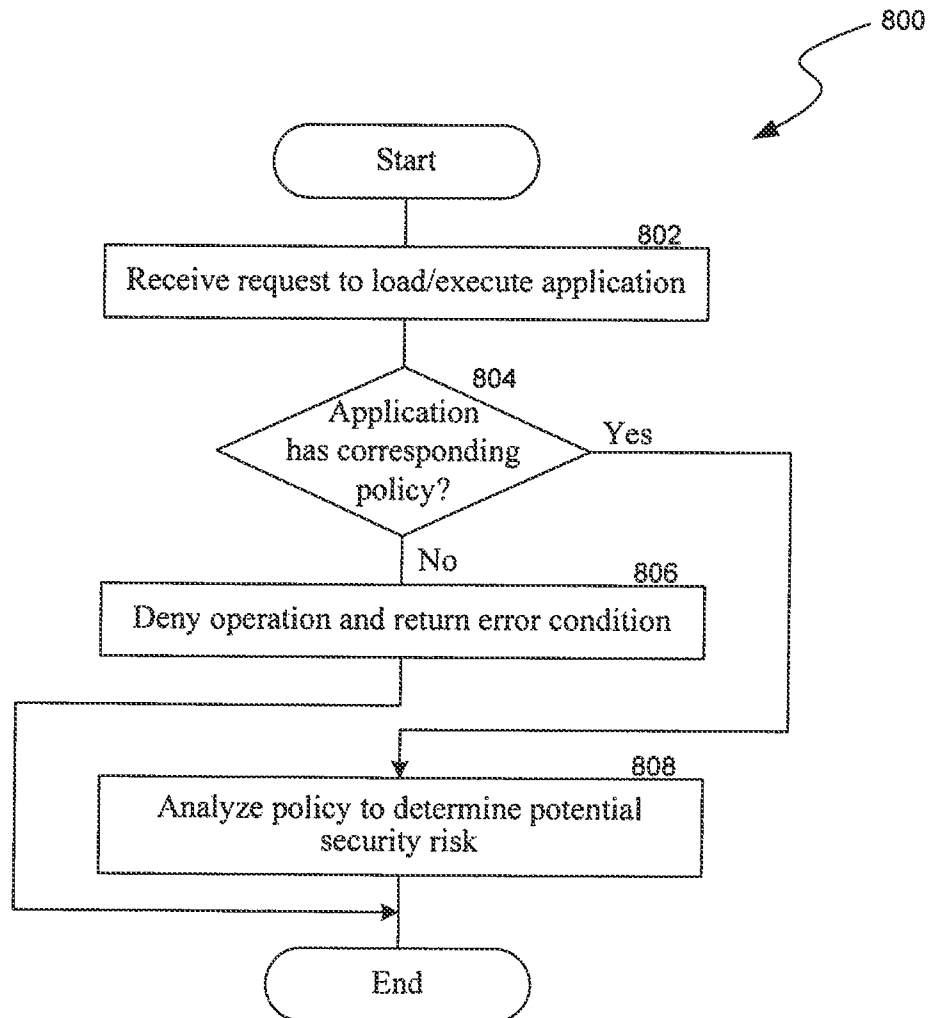 800
Start
802
Receive request to load/execute application
804
Application
has corresponding
policy?
Yes
No
806
Deny operation and return error condition
808
Analyze policy to determine potential
security risk
End